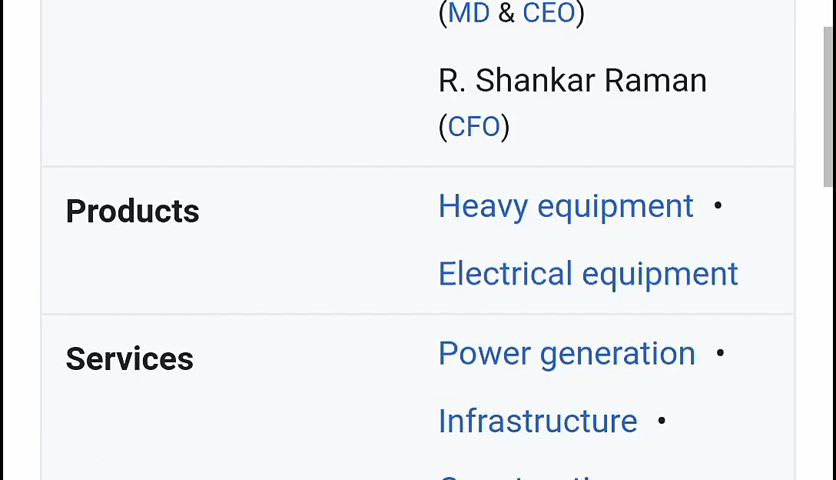 (MD & CEO)
R. Shankar Raman
(CFO)
Products
Heavy equipment •
Electrical equipment
Services
Power generation •
Infrastructure •